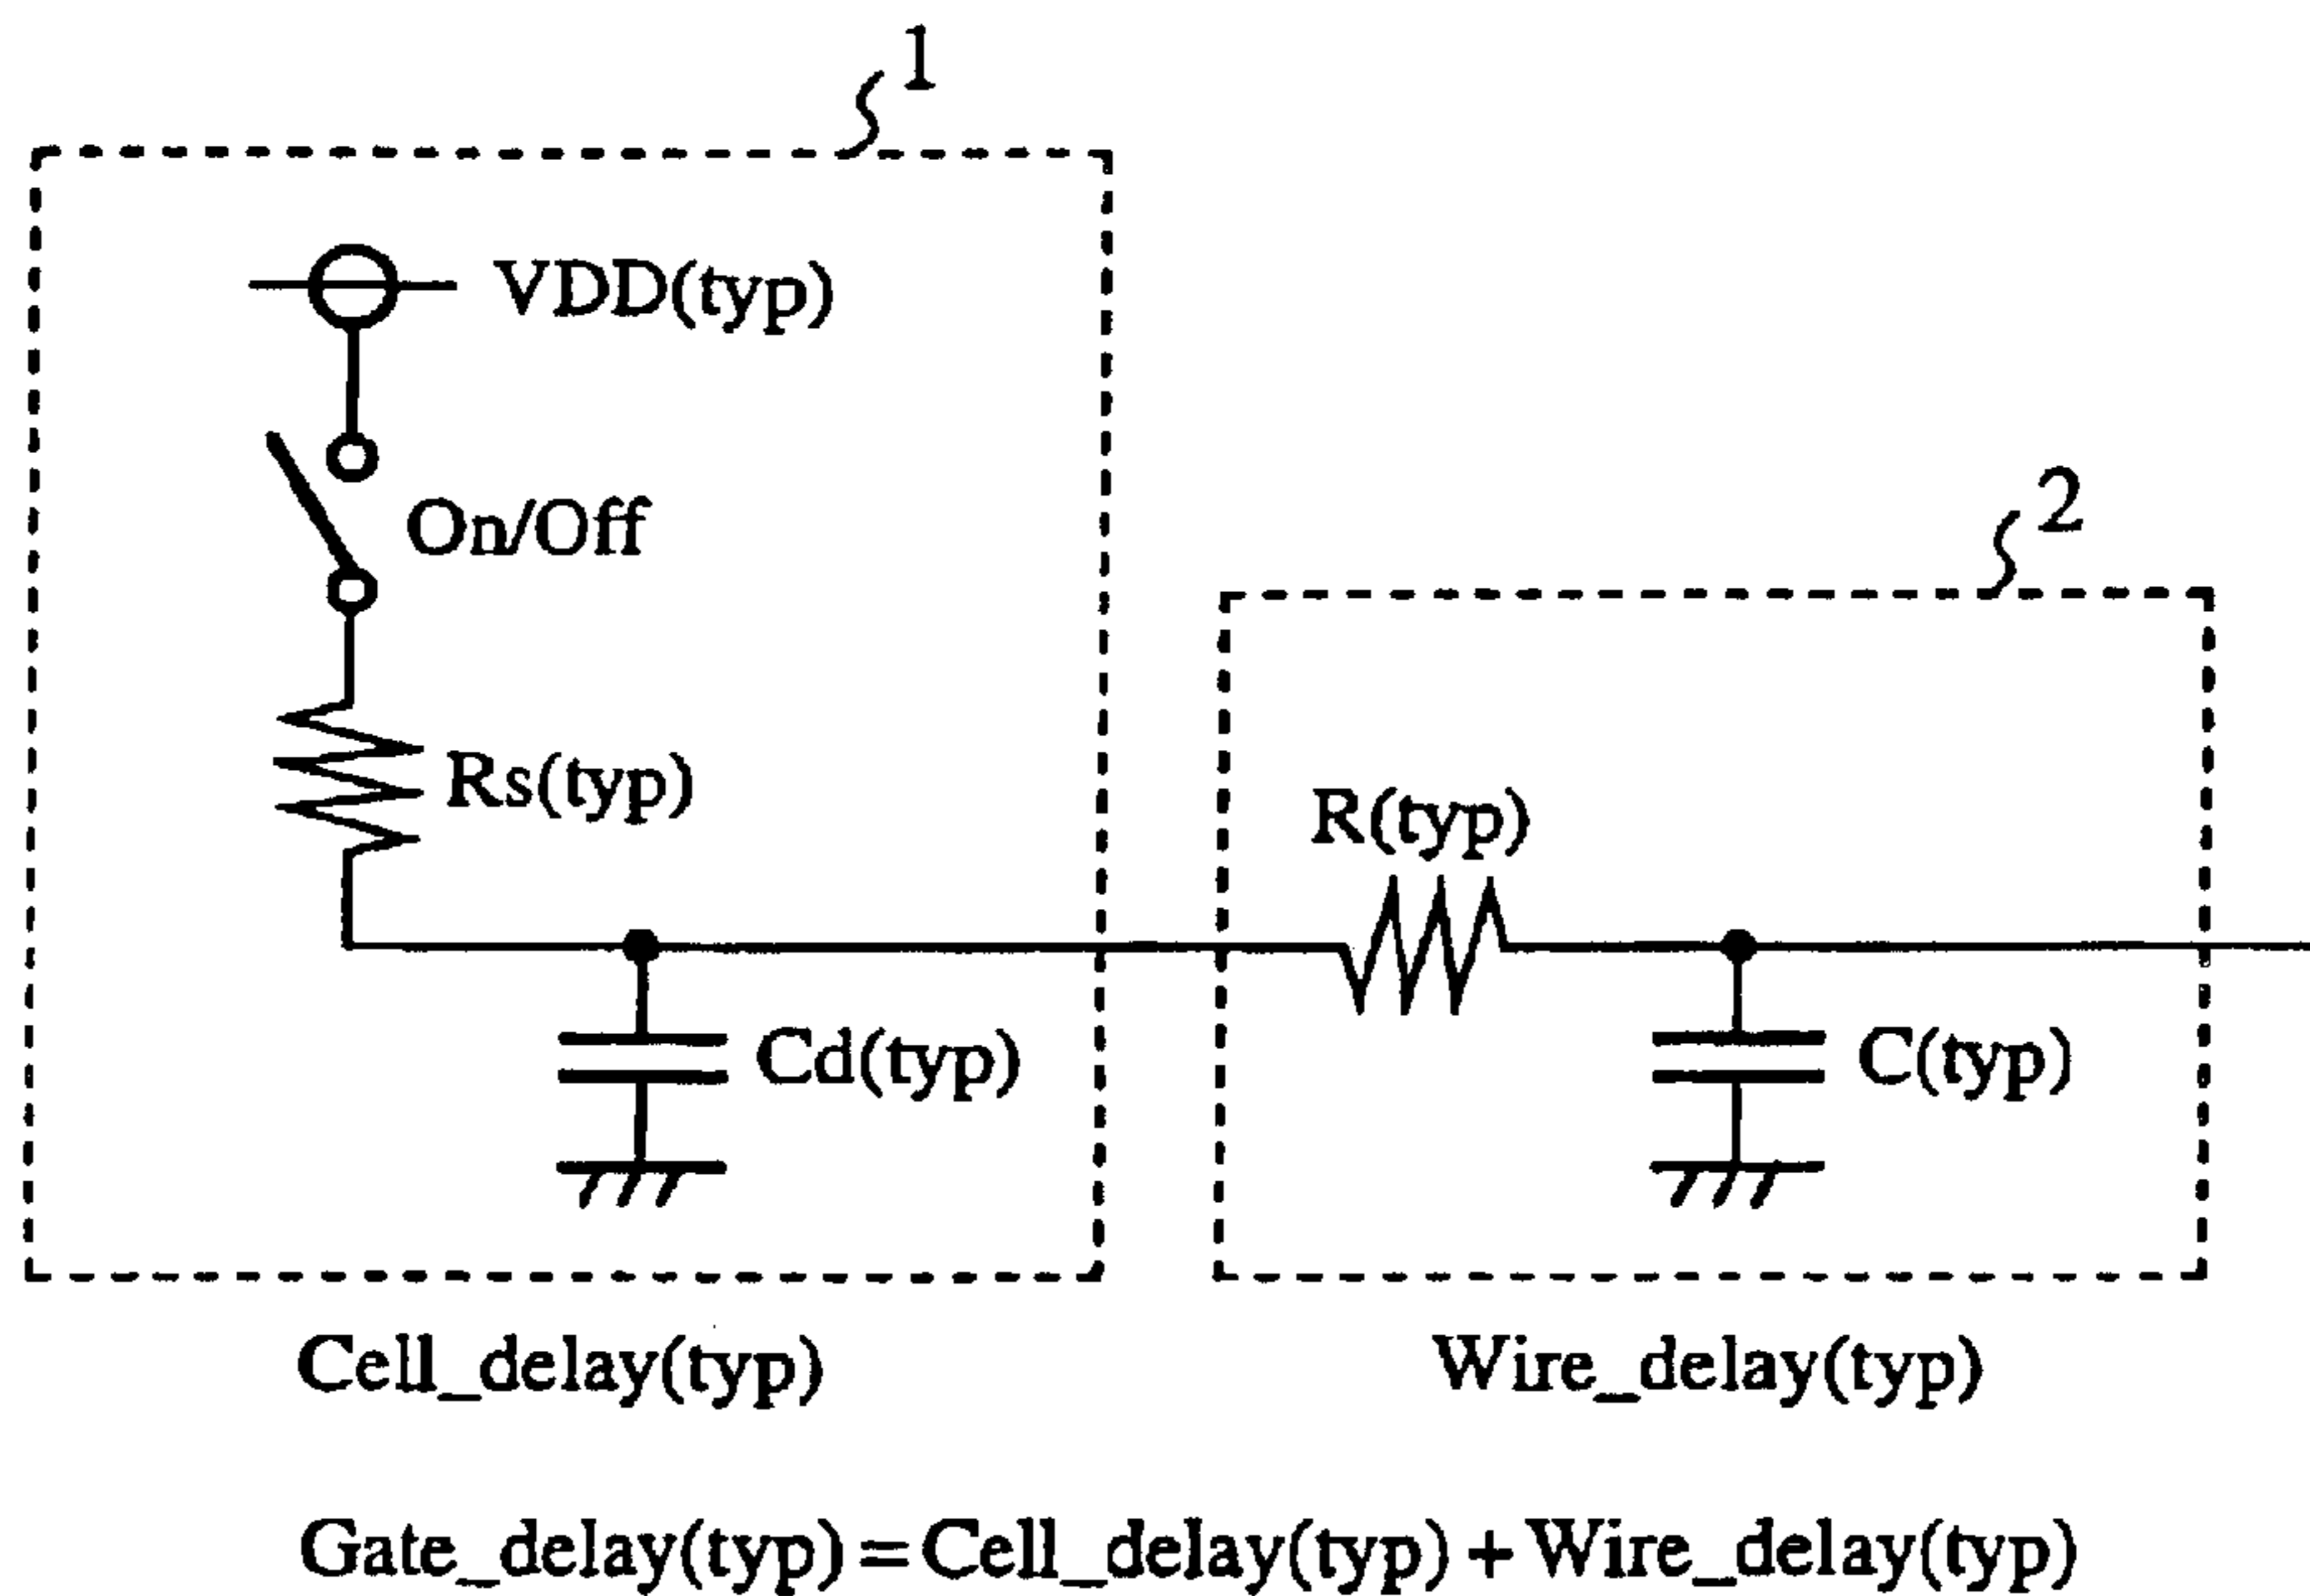 1
VDD(typ)
On/Off
2
Rs(typ)
R(typ)
Cd(typ)
C(typ)
Cell_delay(typ)
Wire_delay(typ)
Gate_delay(typ)=Cell_delay(typ)+Wire_delay(typ)